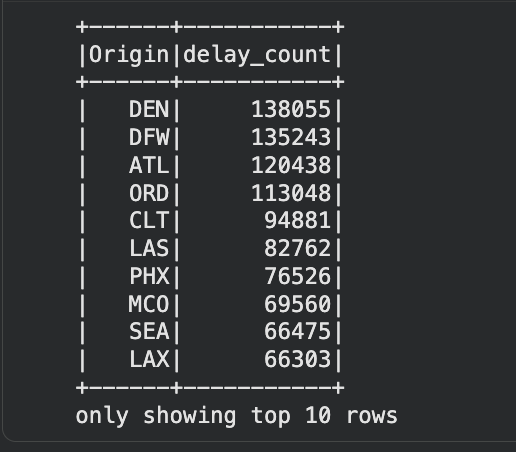 +------+-----------+
|Origin|delay_count|
+------+-----------+
|   DEN|     138055|
|   DFW|     135243|
|   ATL|     120438|
|   ORD|     113048|
|   CLT|      94881|
|   LAS|      82762|
|   PHX|      76526|
|   MCO|      69560|
|   SEA|      66475|
|   LAX|      66303|
+------+-----------+
only showing top 10 rows